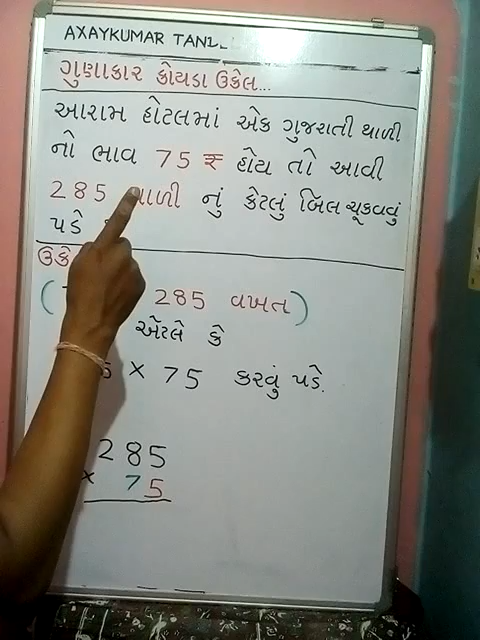 AXAYKUMAR TANIL
ગુણાકાર કોયડા ઉકેલ...
આરામ હોટલમાં એક ગુજરાતી થાળી
નો ભાવ 75 ₹ હોય તો આવી
285 થાળી નું કેટલું બિલ ચૂકવવું
પડે
285 વખત)
એટલે કે
× 75 કરવું પડે.
285
× 75